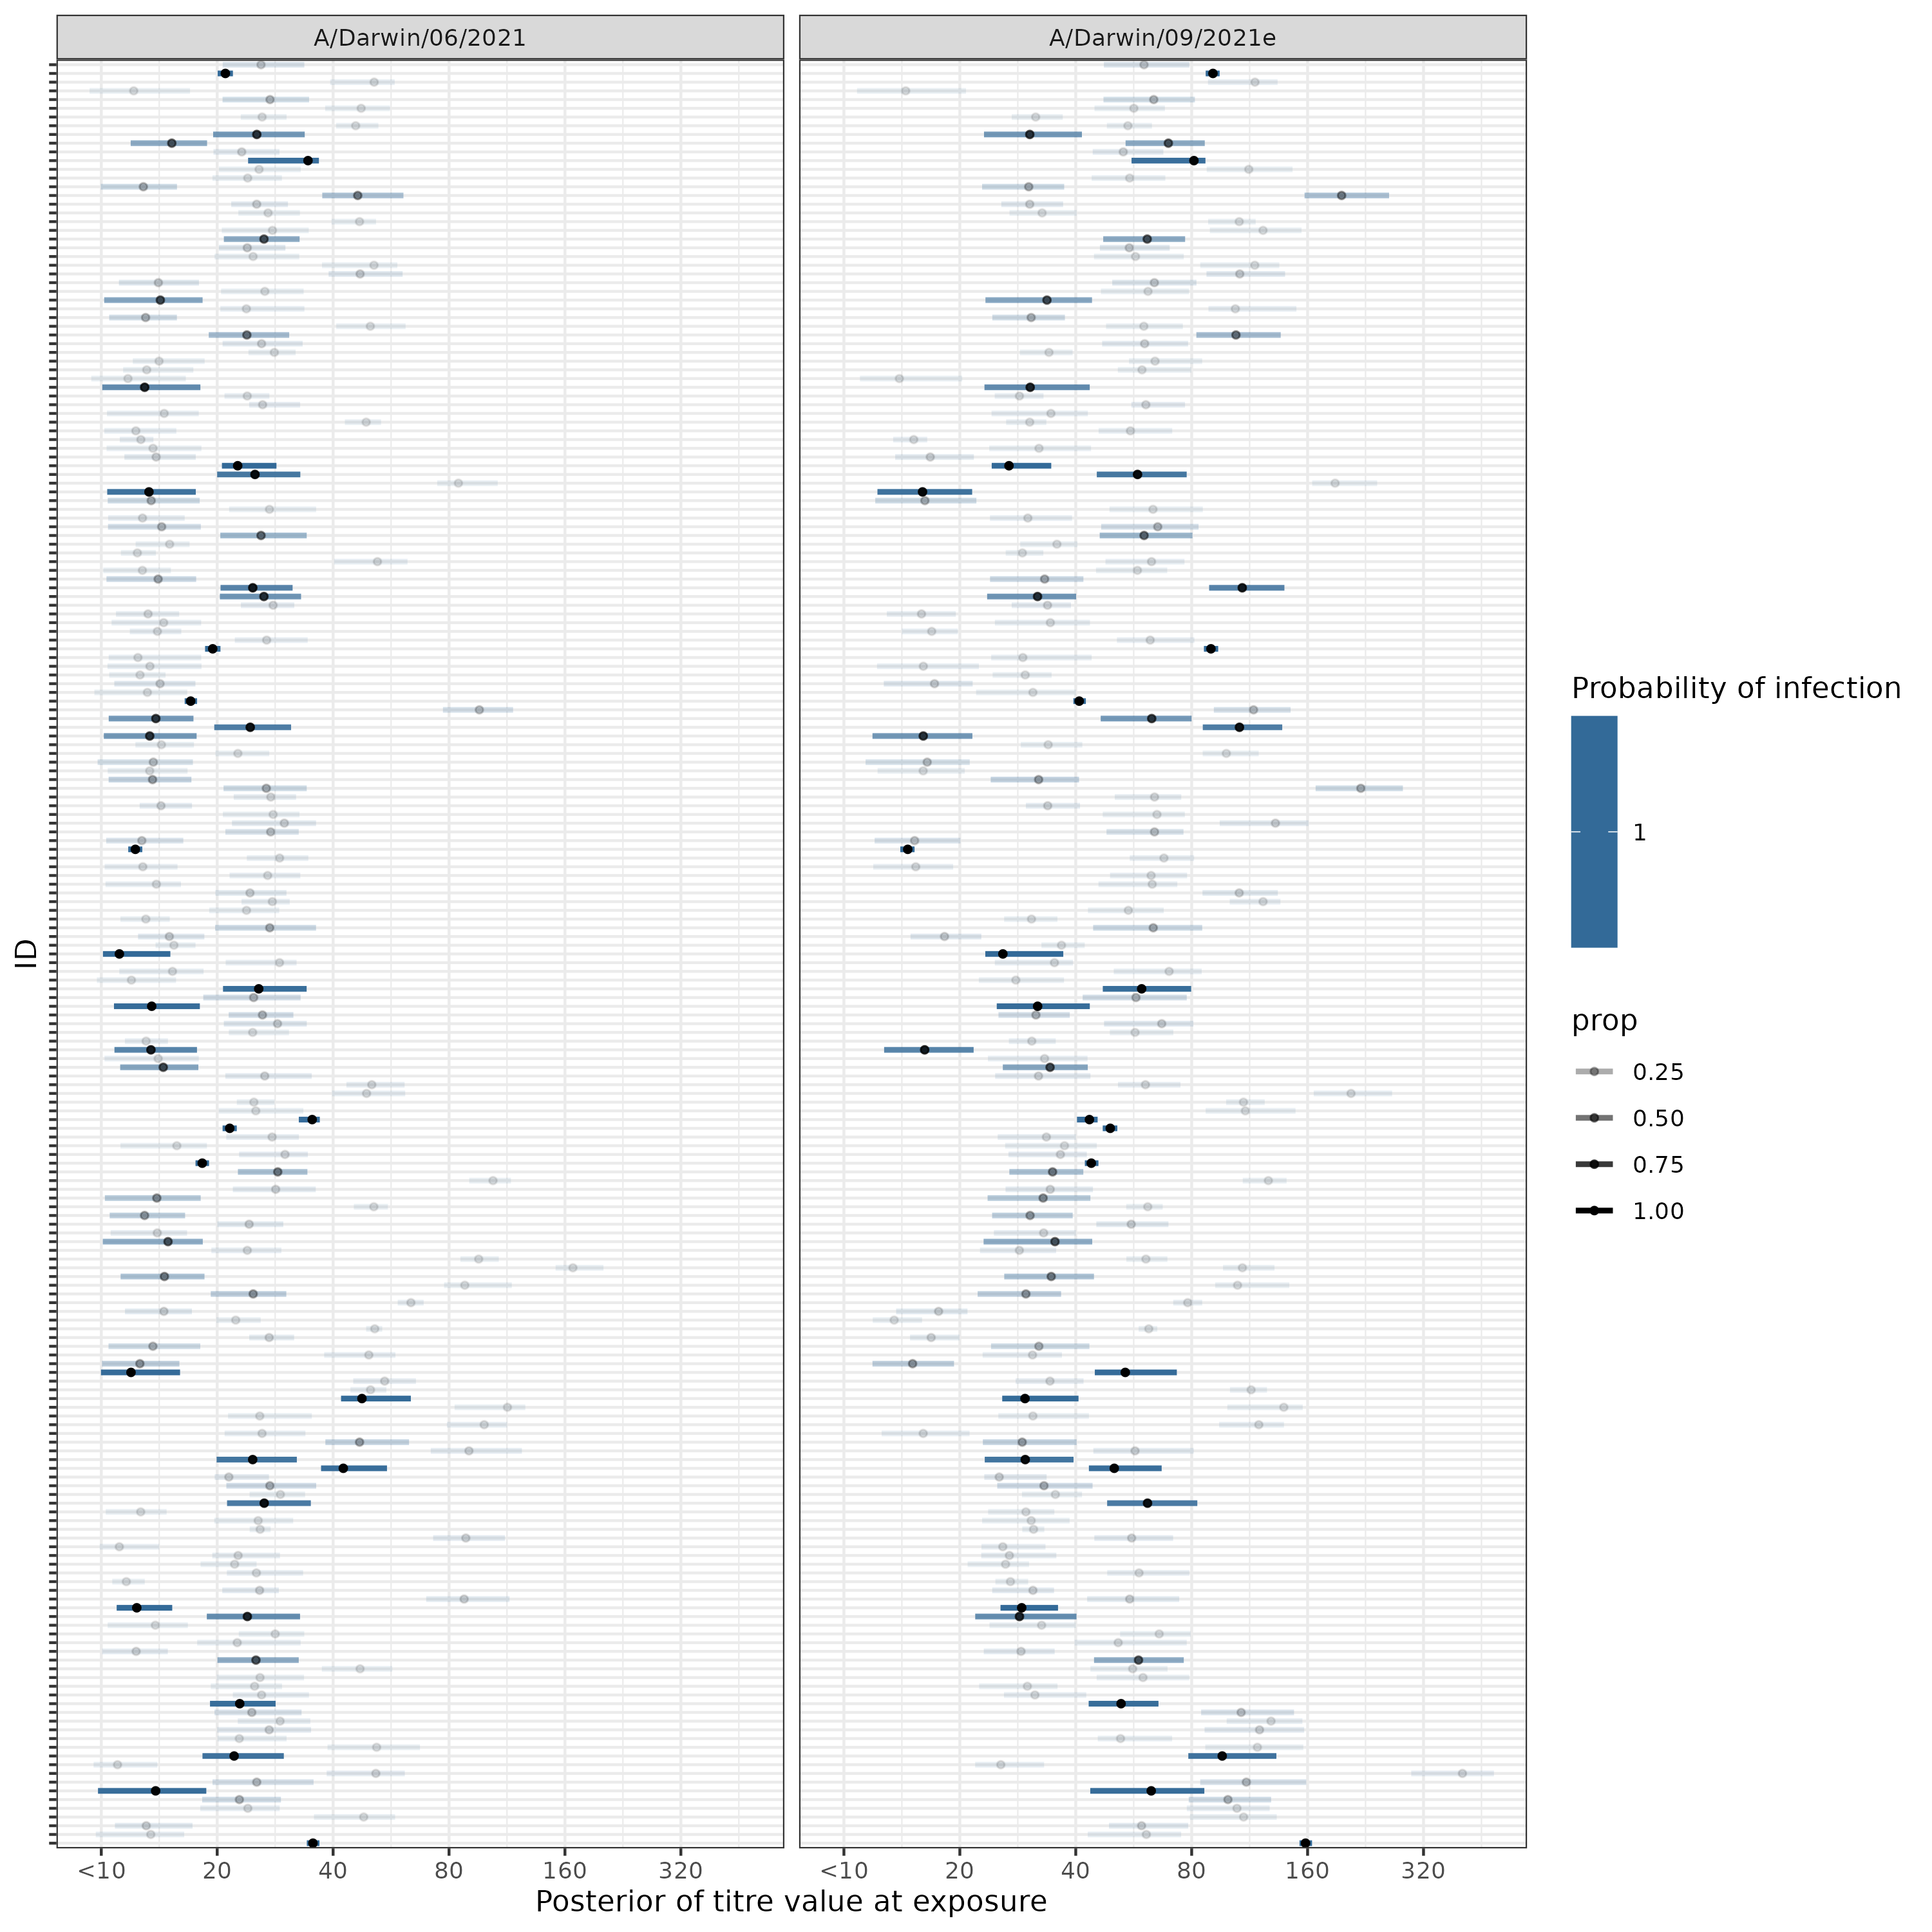 A/Darwin/06/2021
A/Darwin/09/2021e
ID
<10 20 40 80 160 320
<10 20 40 80 160 320
Posterior of titre value at exposure
Probability of infection
1
prop
0.25
0.50
0.75
1.00